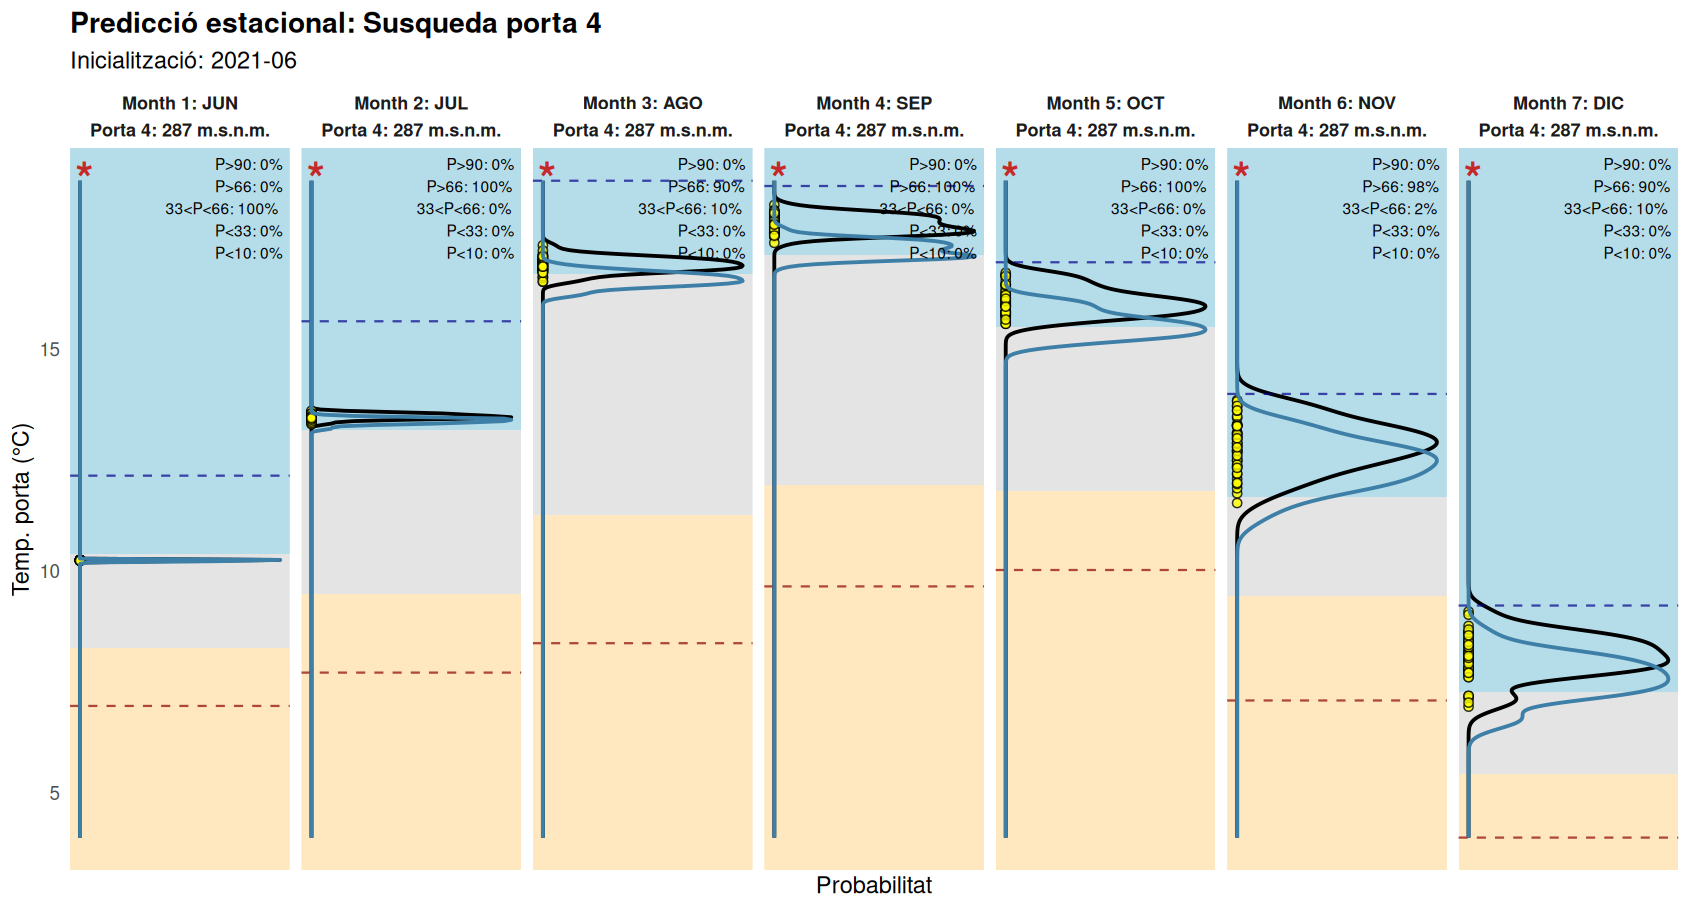 Predicció estacional: Susqueda porta 4
Inicialització: 2021-06
Month 1: JUN
Porta 4: 287 m.s.n.m.
Month 2: JUL
Porta 4: 287 m.s.n.m.
Month 3: AGO
Porta 4: 287 m.s.n.m.
Month 4: SEP
Porta 4: 287 m.s.n.m.
Month 5: OCT
Porta 4: 287 m.s.n.m.
Month 6: NOV
Porta 4: 287 m.s.n.m.
Month 7: DIC
Porta 4: 287 m.s.n.m.
*
P>90: 0%
P>66: 0%
33<P<66: 100%
P<33: 0%
P<10: 0%
*
P>90: 0%
P>66: 100%
33<P<66: 0%
P<33: 0%
P<10: 0%
*
P>90: 0%
P>66: 90%
33<P<66: 10%
P<33: 0%
P<10: 0%
*
P>90: 0%
P>66: 100%
33<P<66: 0%
P<33: 0%
P<10: 0%
*
P>90: 0%
P>66: 100%
33<P<66: 0%
P<33: 0%
P<10: 0%
*
P>90: 0%
P>66: 98%
33<P<66: 2%
P<33: 0%
P<10: 0%
*
P>90: 0%
P>66: 90%
33<P<66: 10%
P<33: 0%
P<10: 0%
15
10
5
Temp. porta (°C)
Probabilitat